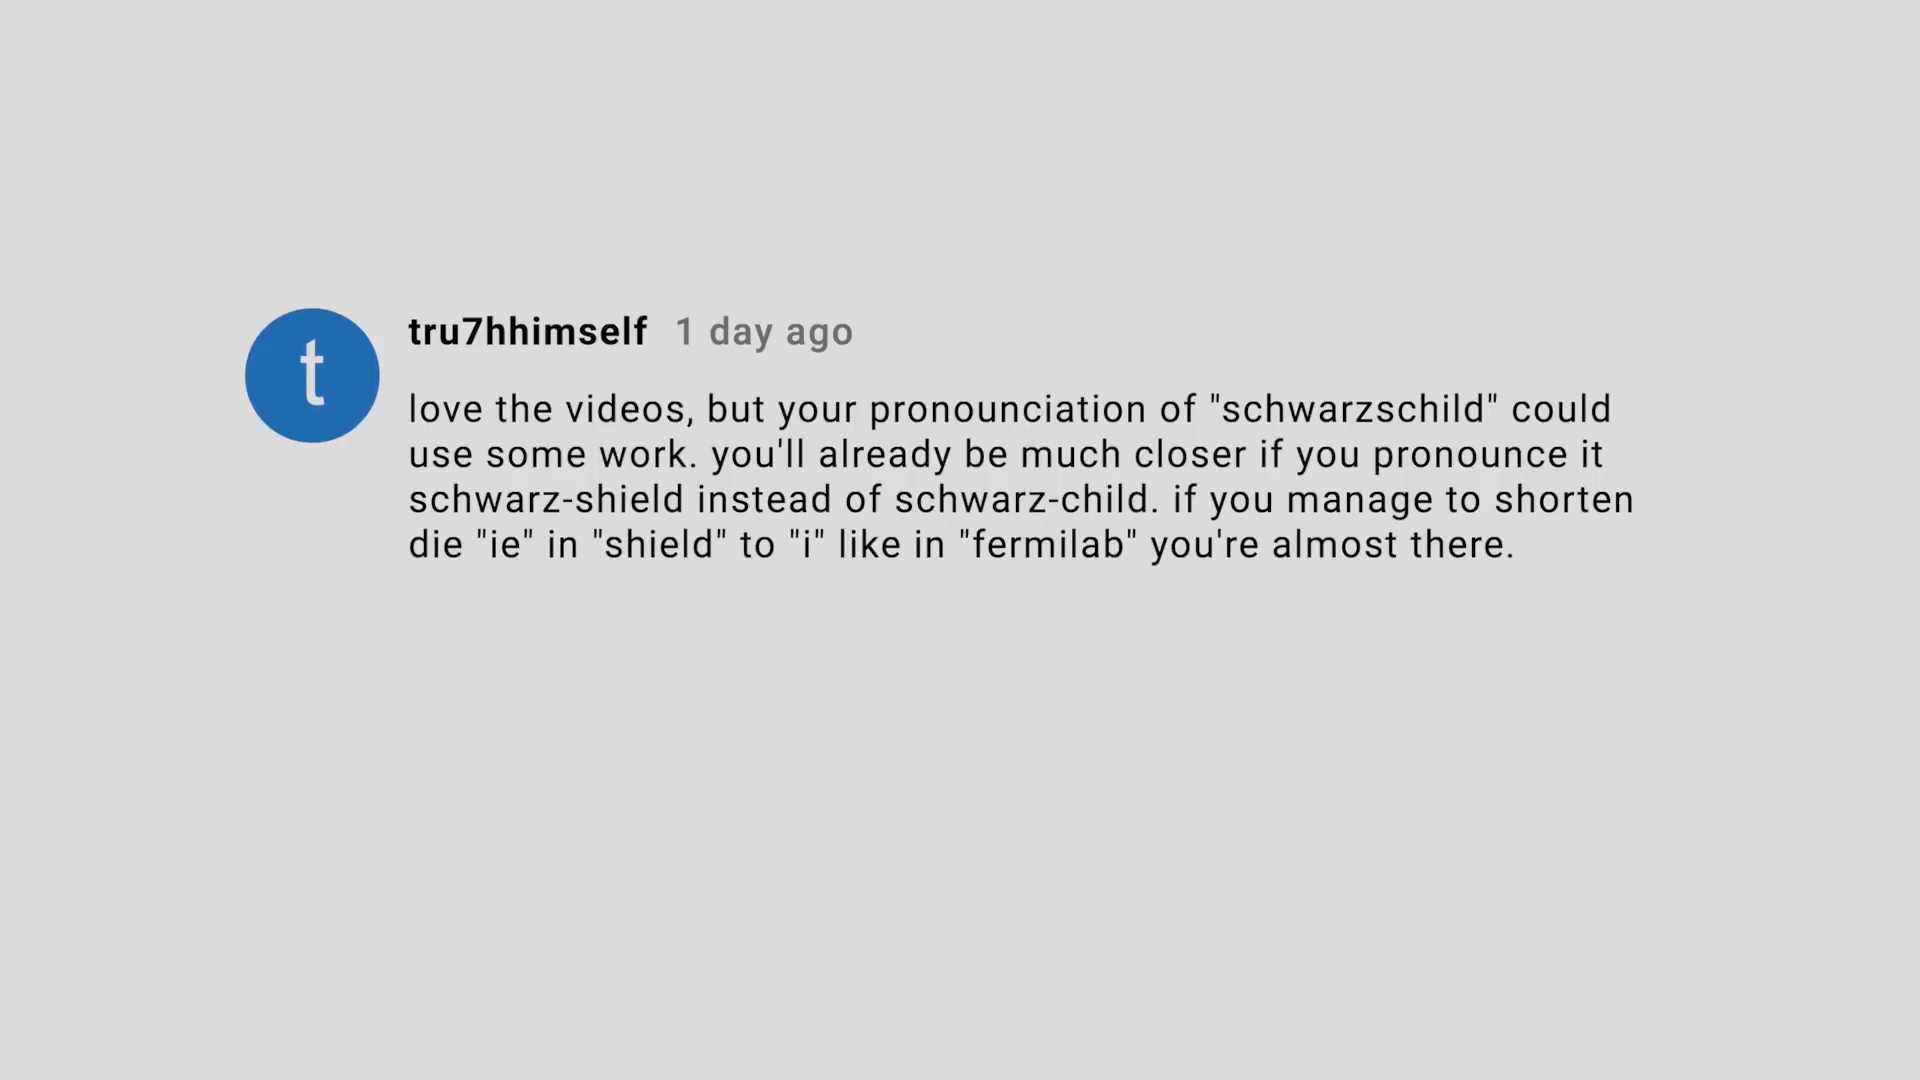 t
tru7hhimself 1 day ago
love the videos, but your pronounciation of "schwarzschild" could
use some work. you'll already be much closer if you pronounce it
schwarz-shield instead of schwarz-child. if you manage to shorten
die "ie" in "shield" to "i" like in "fermilab" you're almost there.